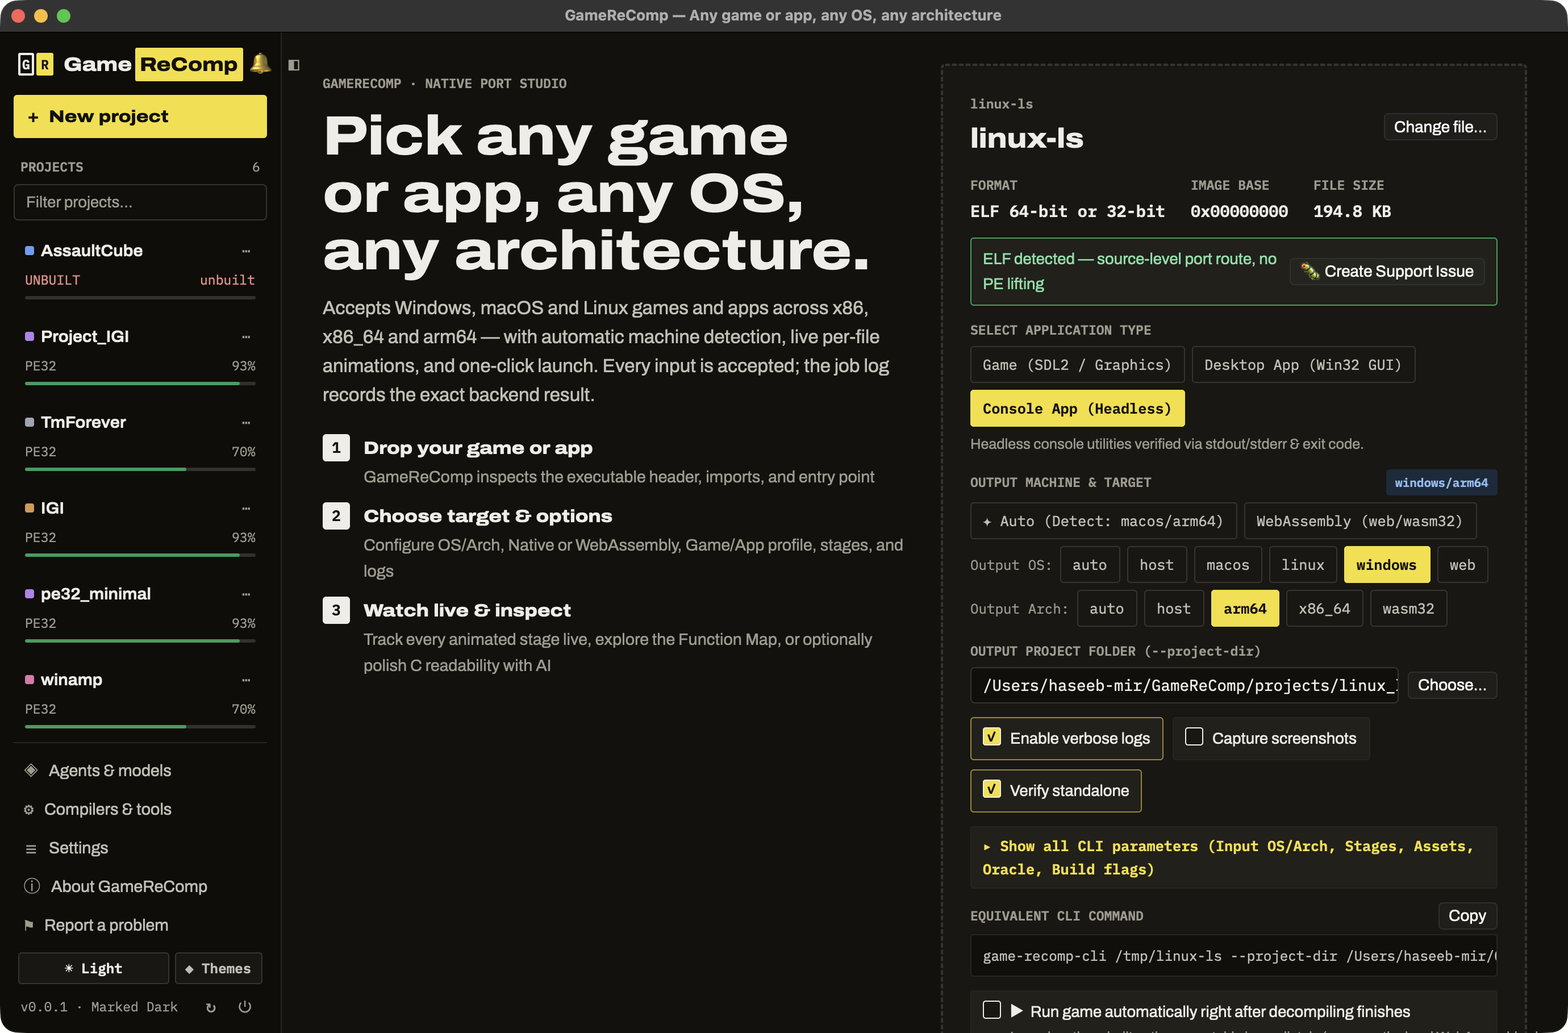 GameReComp — Any game or app, any OS, any architecture
GR Game ReComp
+ New project
PROJECTS 6
Filter projects...
AssaultCube ...
UNBUILT unbuilt
Project_IGI ...
PE32 93%
TmForever ...
PE32 70%
IGI ...
PE32 93%
pe32_minimal ...
PE32 93%
winamp ...
PE32 70%
Agents & models
Compilers & tools
Settings
About GameReComp
Report a problem
Light
Themes
v0.0.1 · Marked Dark
GAMERECOMP · NATIVE PORT STUDIO
Pick any game
or app, any OS,
any architecture.
Accepts Windows, macOS and Linux games and apps across x86,
x86_64 and arm64 — with automatic machine detection, live per-file
animations, and one-click launch. Every input is accepted; the job log
records the exact backend result.
1 Drop your game or app
GameReComp inspects the executable header, imports, and entry point
2 Choose target & options
Configure OS/Arch, Native or WebAssembly, Game/App profile, stages, and
logs
3 Watch live & inspect
Track every animated stage live, explore the Function Map, or optionally
polish C readability with AI
linux-ls
linux-ls
Change file...
FORMAT IMAGE BASE FILE SIZE
ELF 64-bit or 32-bit 0x00000000 194.8 KB
ELF detected — source-level port route, no
PE lifting
Create Support Issue
SELECT APPLICATION TYPE
Game (SDL2 / Graphics) Desktop App (Win32 GUI)
Console App (Headless)
Headless console utilities verified via stdout/stderr & exit code.
OUTPUT MACHINE & TARGET windows/arm64
✦ Auto (Detect: macos/arm64) WebAssembly (web/wasm32)
Output OS: auto host macos linux windows web
Output Arch: auto host arm64 x86_64 wasm32
OUTPUT PROJECT FOLDER (--project-dir)
/Users/haseeb-mir/GameReComp/projects/linux_ Choose...
Enable verbose logs Capture screenshots
Verify standalone
▸ Show all CLI parameters (Input OS/Arch, Stages, Assets,
Oracle, Build flags)
EQUIVALENT CLI COMMAND Copy
game-recomp-cli /tmp/linux-ls --project-dir /Users/haseeb-mir/
▶ Run game automatically right after decompiling finishes